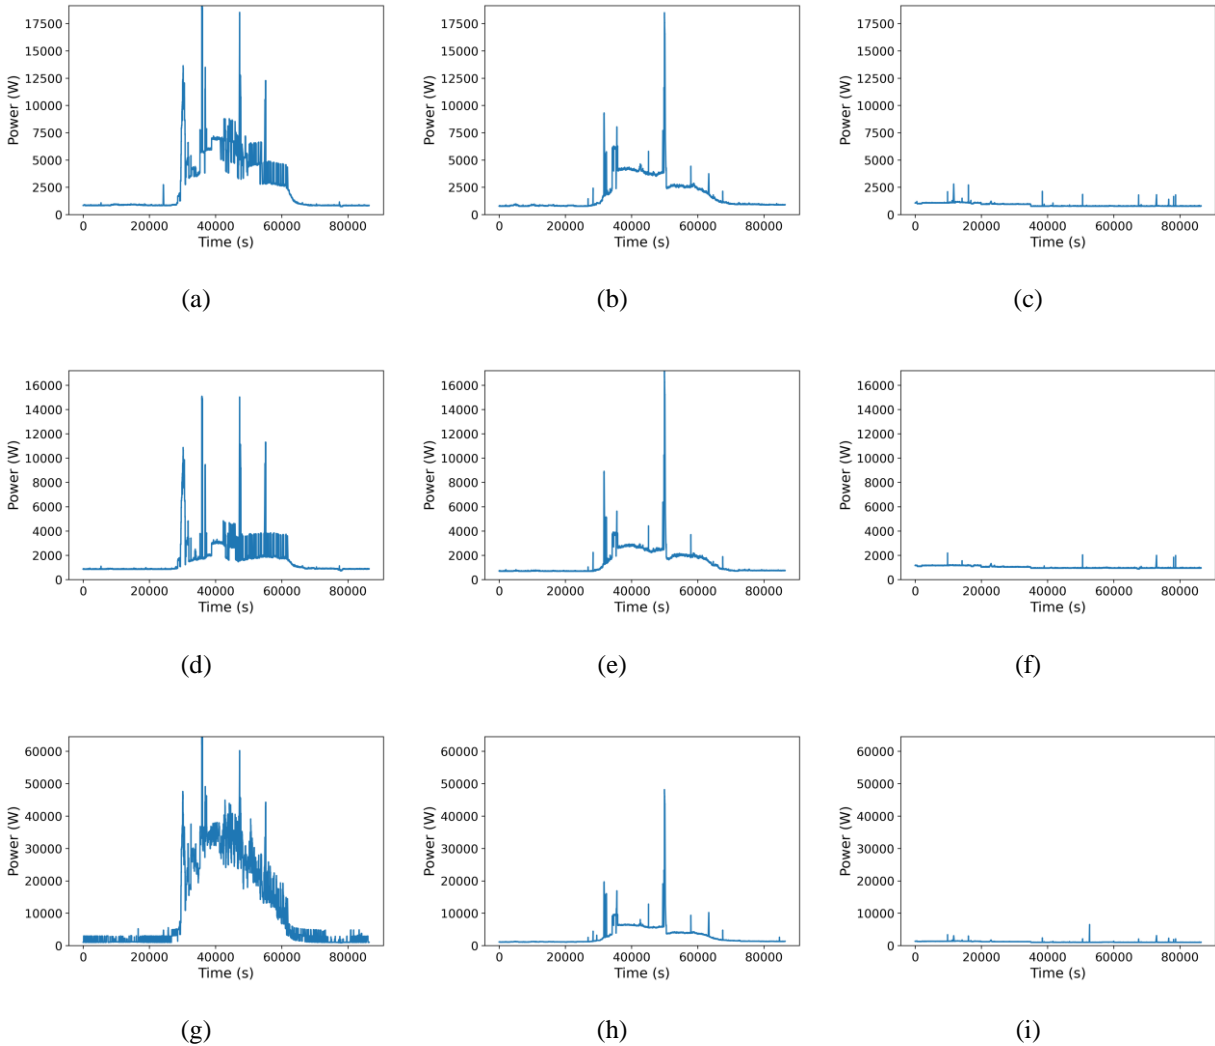 17500 17500 17500
15000 15000 15000
12500 12500 12500
10000 10000 10000
7500 7500 7500
5000 5000 5000
2500 2500 2500
0 0 0
Power (W) Power (W) Power (W)
0 20000 40000 60000 80000 0 20000 40000 60000 80000 0 20000 40000 60000 80000
Time (s) Time (s) Time (s)
(a) (b) (c)
16000 16000 16000
14000 14000 14000
12000 12000 12000
10000 10000 10000
8000 8000 8000
6000 6000 6000
4000 4000 4000
2000 2000 2000
0 0 0
Power (W) Power (W) Power (W)
0 20000 40000 60000 80000 0 20000 40000 60000 80000 0 20000 40000 60000 80000
Time (s) Time (s) Time (s)
(d) (e) (f)
60000 60000 60000
50000 50000 50000
40000 40000 40000
30000 30000 30000
20000 20000 20000
10000 10000 10000
0 0 0
Power (W) Power (W) Power (W)
0 20000 40000 60000 80000 0 20000 40000 60000 80000 0 20000 40000 60000 80000
Time (s) Time (s) Time (s)
(g) (h) (i)